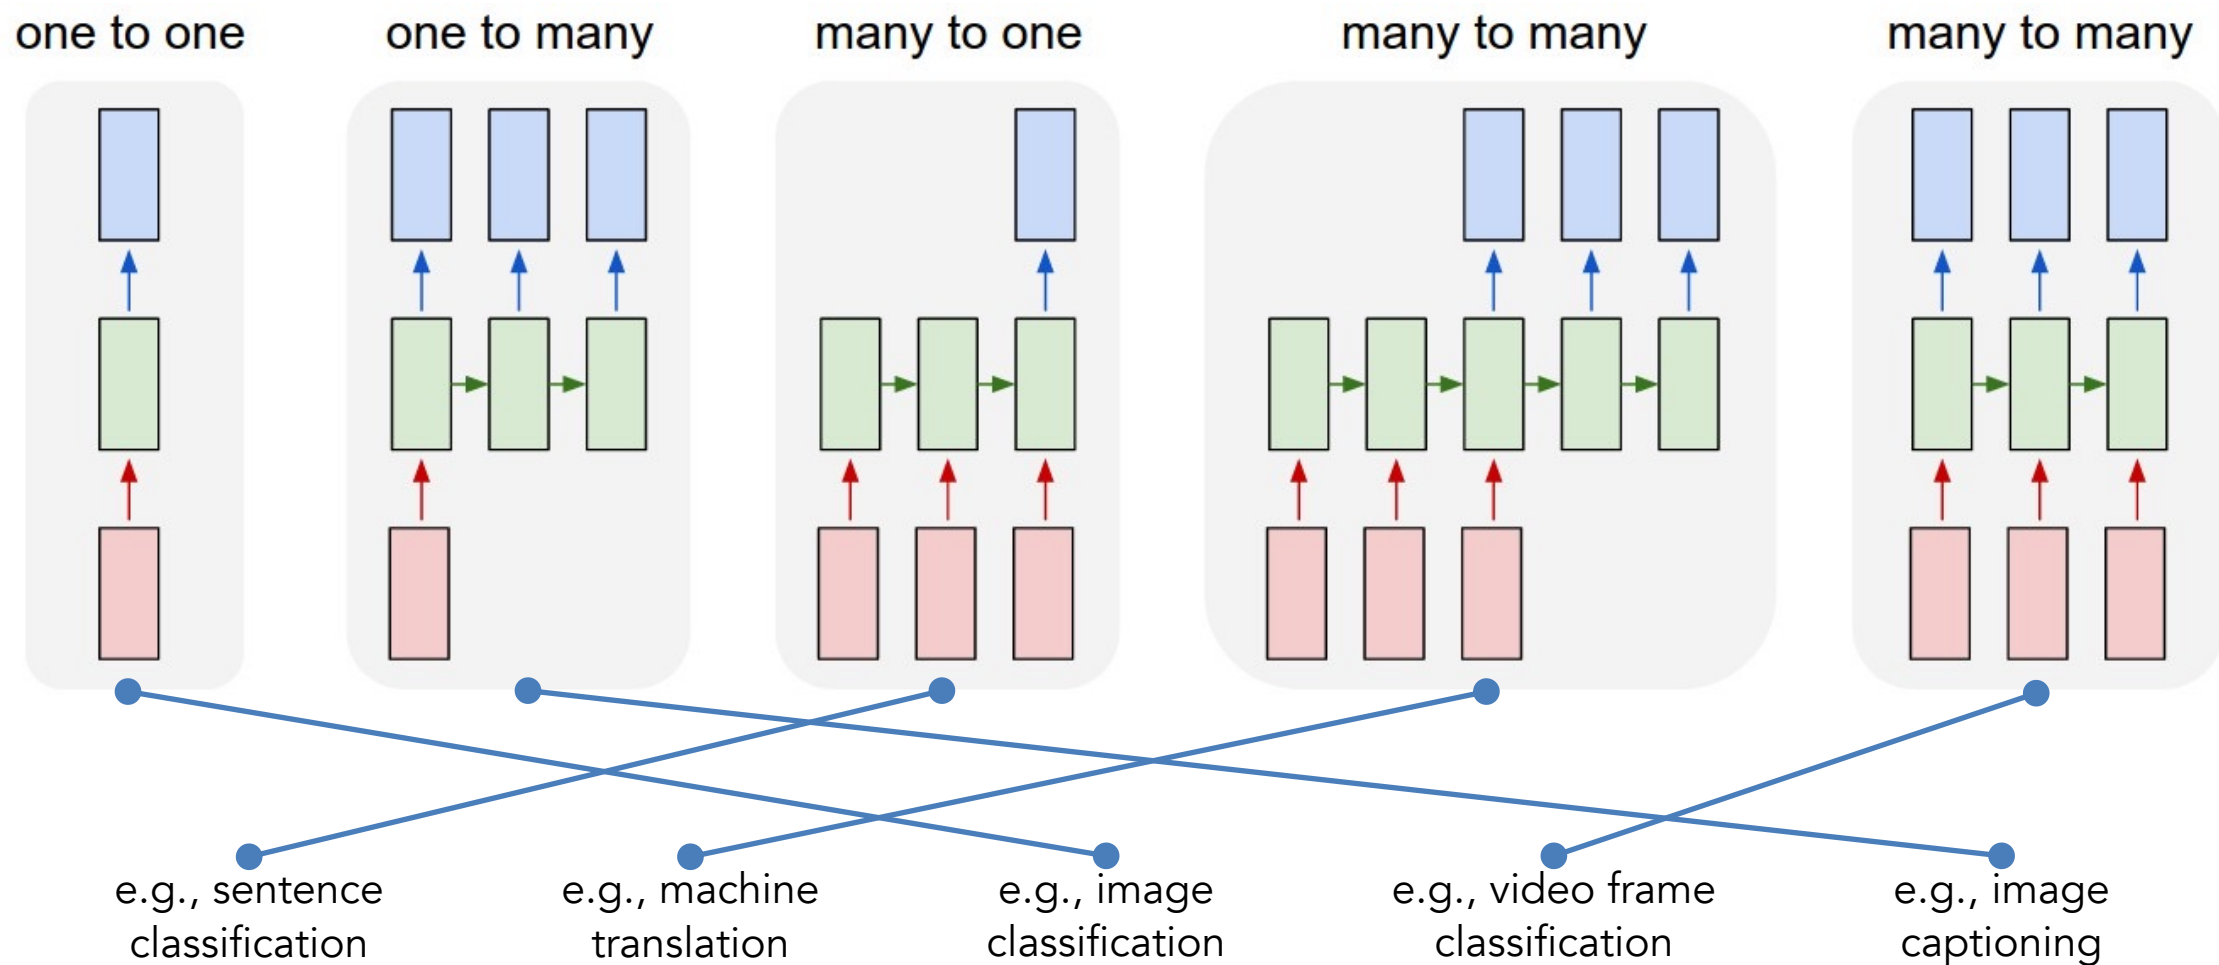 one to one
one to many
many to one
many to many
many to many
e.g., sentence
classification
e.g., machine
translation
e.g., image
classification
e.g., video frame
classification
e.g., image
captioning